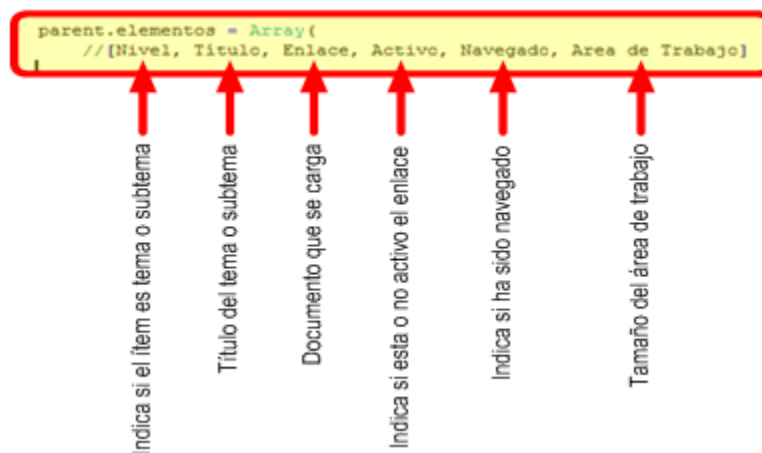 parent.elementos = Array(
//[Nivel, Titulo, Enlace, Activo, Navegado, Area de Trabajo]
Indica si el ítem es tema o subtema
Título del tema o subtema
Documento que se carga
Indica si esta o no activo el enlace
Indica si ha sido navegado
Tamaño del área de trabajo